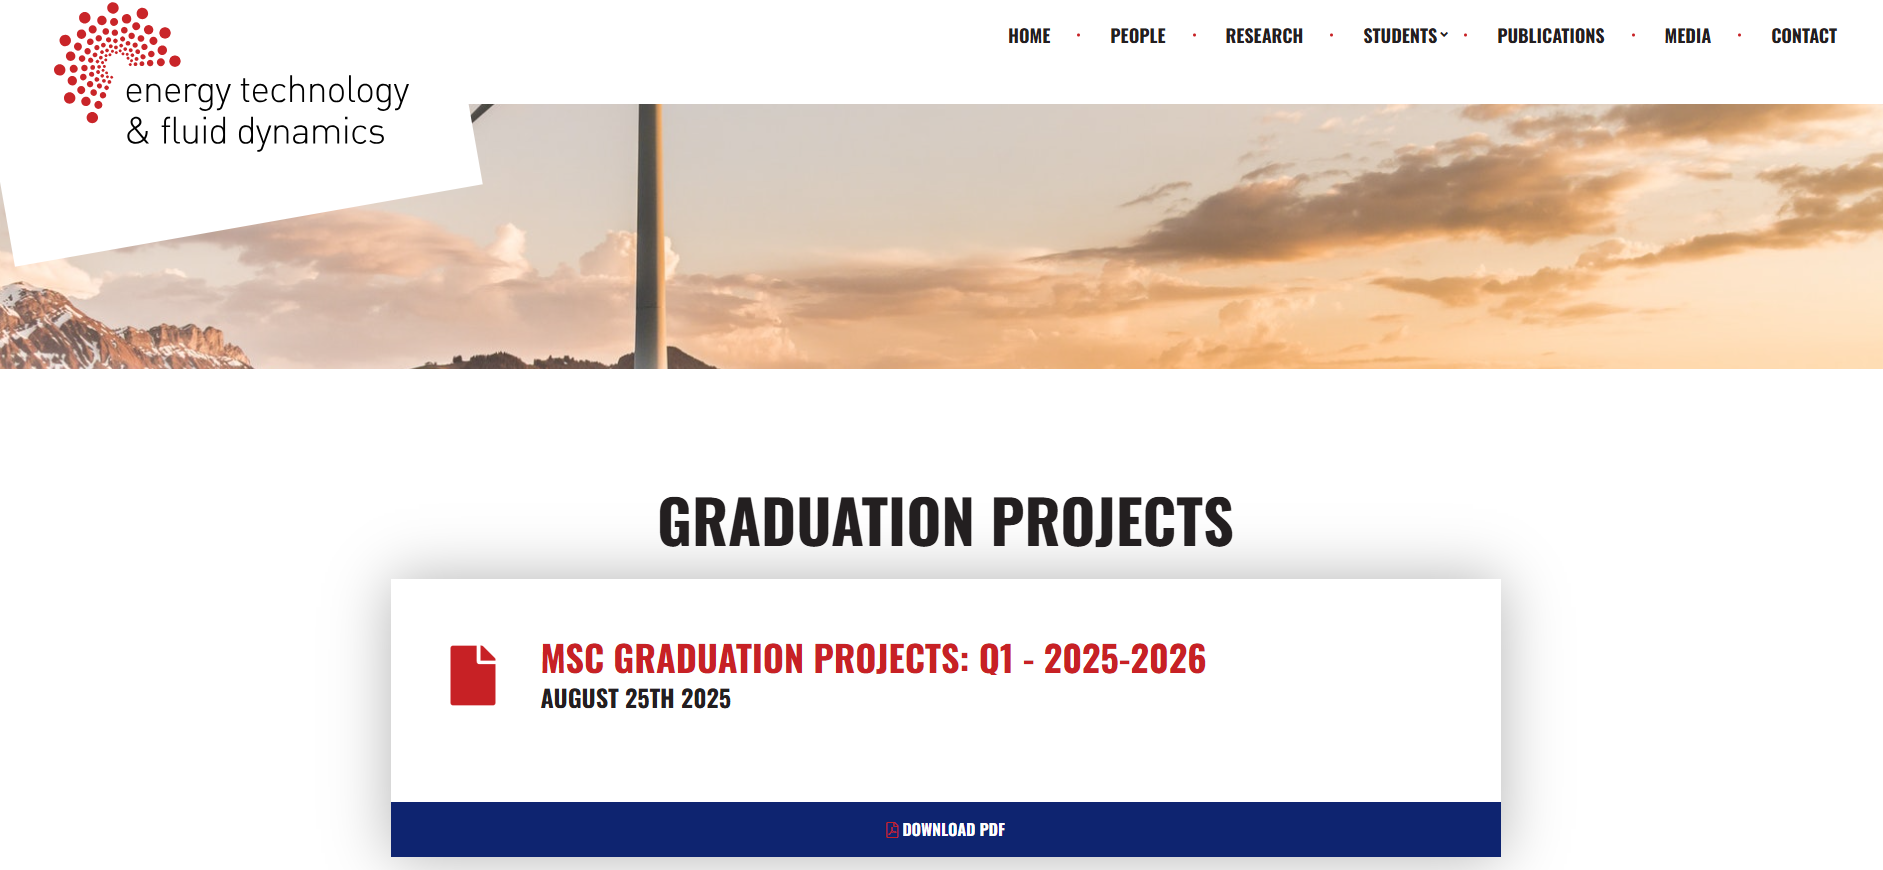 energy technology
& fluid dynamics
HOME • PEOPLE • RESEARCH • STUDENTS • PUBLICATIONS • MEDIA • CONTACT
GRADUATION PROJECTS
MSC GRADUATION PROJECTS: Q1 - 2025-2026
AUGUST 25TH 2025
DOWNLOAD PDF